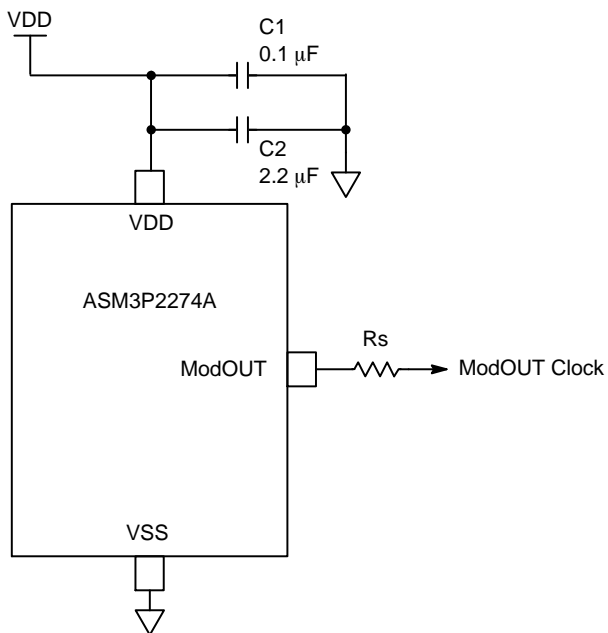 VDD
C1
0.1 μF
C2
2.2 μF
VDD
ASM3P2274A
Rs
ModOUT
ModOUT Clock
VSS